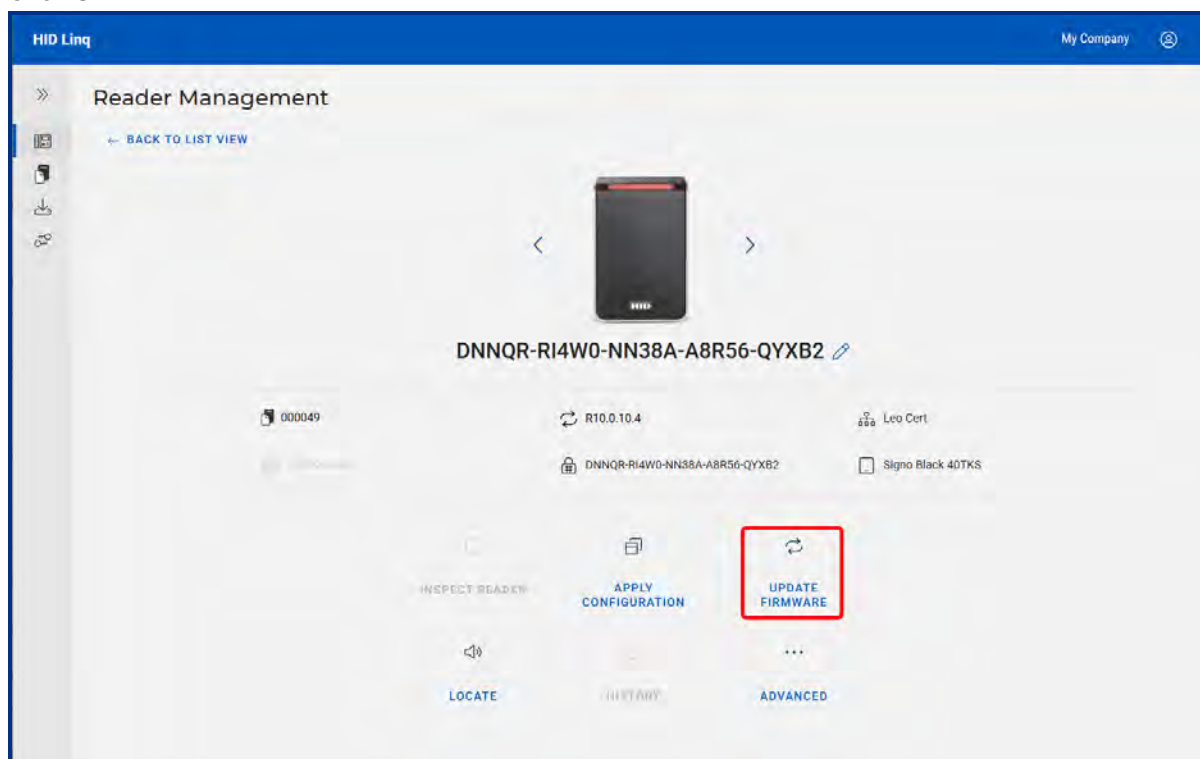 HID Linq
My Company
Reader Management
← BACK TO LIST VIEW
HID
DNNQR-RI4W0-NN38A-A8R56-QYXB2
000049
R10.0.10.4
Leo Cert
DNNQR-RI4W0-NN38A-A8R56-QYXB2
Signo Black 40TKS
INSPECT READER
APPLY
CONFIGURATION
UPDATE
FIRMWARE
LOCATE
HISTORY
ADVANCED